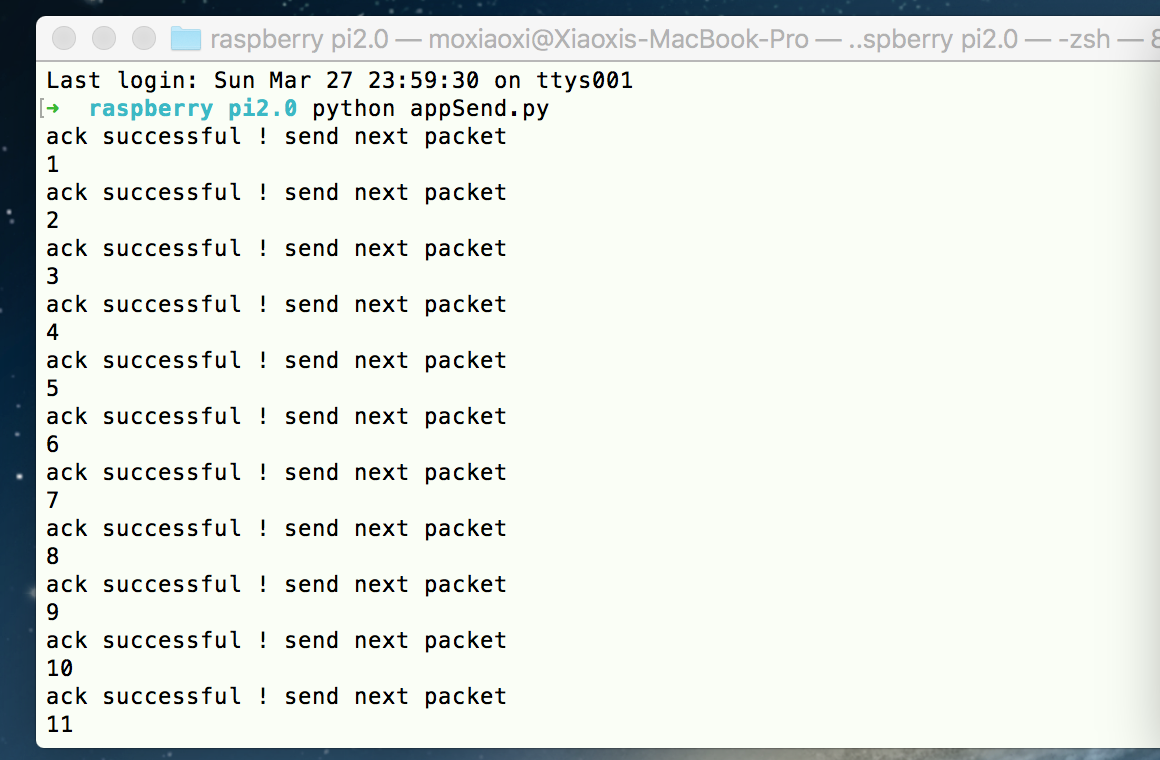 raspberry pi2.0 — moxiaoxi@Xiaoxis-MacBook-Pro — ..spberry pi2.0 — -zsh — 8
Last login: Sun Mar 27 23:59:30 on ttys001
[➜  raspberry pi2.0 python appSend.py
ack successful ! send next packet
1
ack successful ! send next packet
2
ack successful ! send next packet
3
ack successful ! send next packet
4
ack successful ! send next packet
5
ack successful ! send next packet
6
ack successful ! send next packet
7
ack successful ! send next packet
8
ack successful ! send next packet
9
ack successful ! send next packet
10
ack successful ! send next packet
11